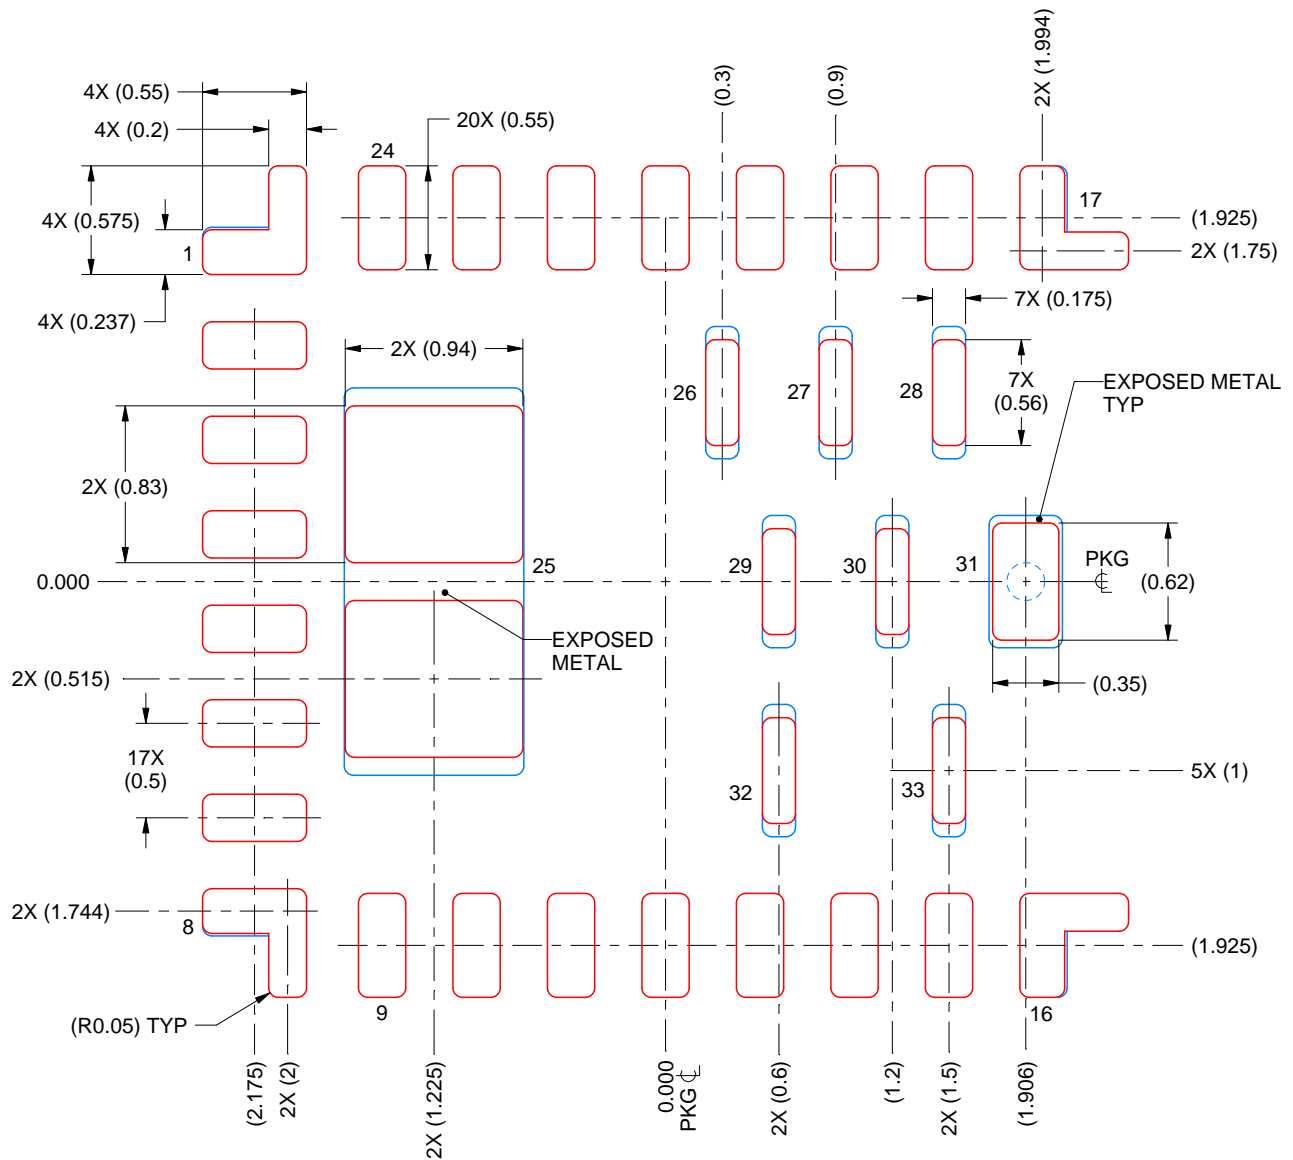 2X (1.994)
(0.3)
(0.9)
4X (0.55)
20X (0.55)
4X (0.2)
24
17
4X (0.575)
(1.925)
1
2X (1.75)
7X (0.175)
4X (0.237)
2X (0.94)
7X
(0.56)
EXPOSED METAL
TYP
26
27
28
2X (0.83)
PKG
0.000
25
29
30
31
(0.62)
EXPOSED
METAL
2X (0.515)
(0.35)
17X
(0.5)
5X (1)
32
33
2X (1.744)
8
(1.925)
(R0.05) TYP
9
16
(2.175)
2X (2)
2X (1.225)
0.000
PKG
2X (0.6)
(1.2)
2X (1.5)
(1.906)